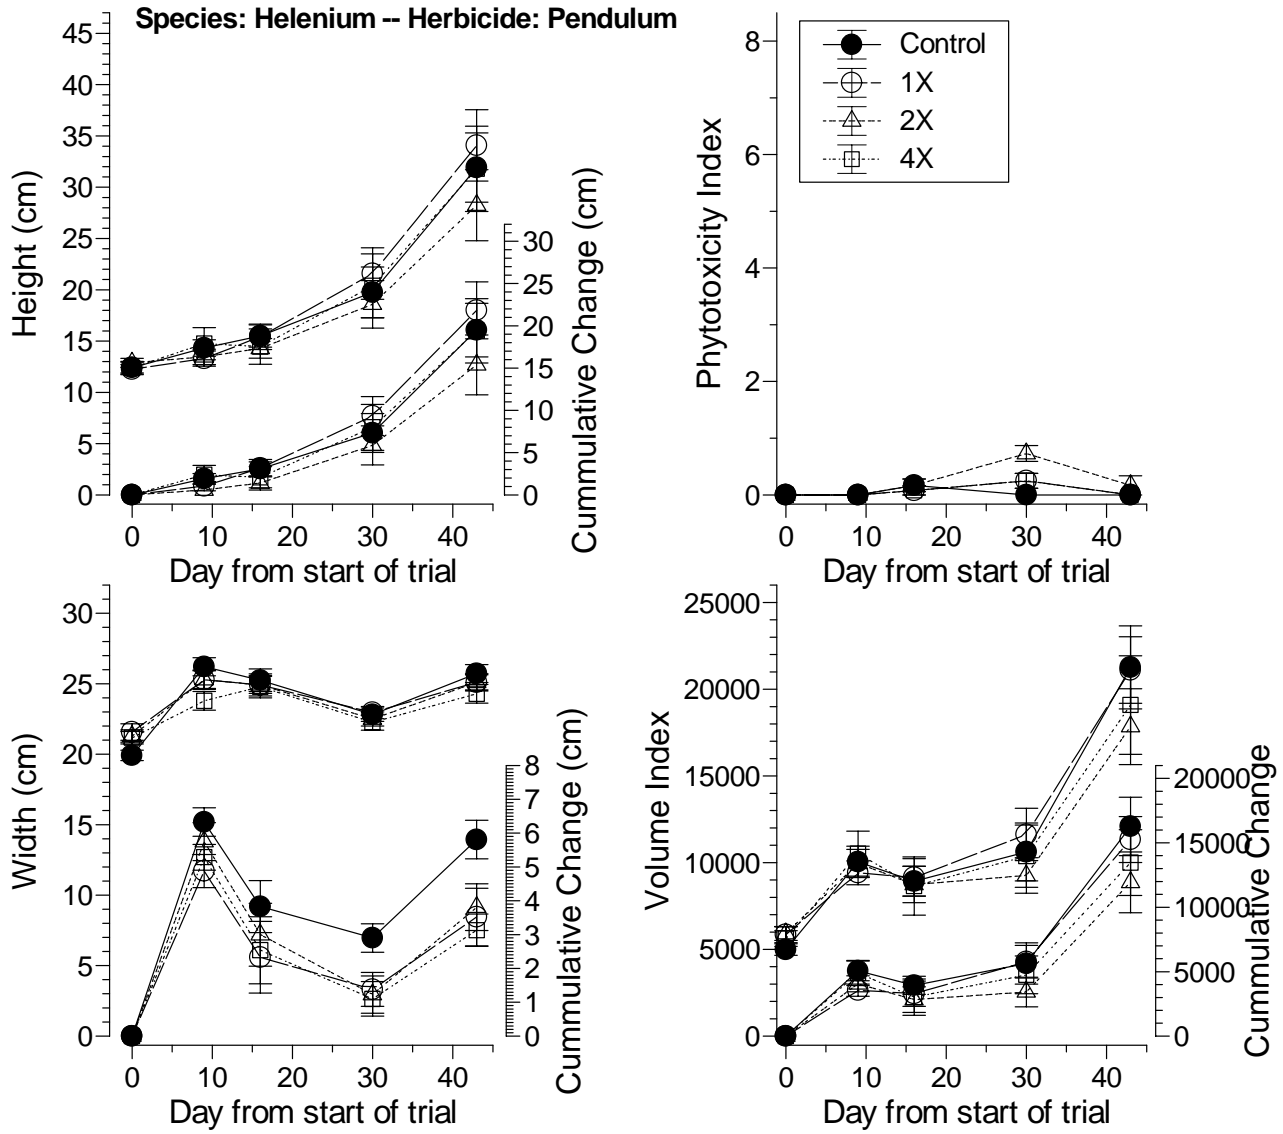 Species: Helenium -- Herbicide: Pendulum
45
40
35
30
25
20
15
10
5
0
Height (cm)
30
25
20
15
10
5
0
Cummulative Change (cm)
0 10 20 30 40
Day from start of trial
8
6
4
2
0
Phytotoxicity Index
Control
1X
2X
4X
0 10 20 30 40
Day from start of trial
30
25
20
15
10
5
0
Width (cm)
8
7
6
5
4
3
2
1
0
Cummulative Change (cm)
0 10 20 30 40
Day from start of trial
25000
20000
15000
10000
5000
0
Volume Index
20000
15000
10000
5000
0
Cummulative Change
0 10 20 30 40
Day from start of trial